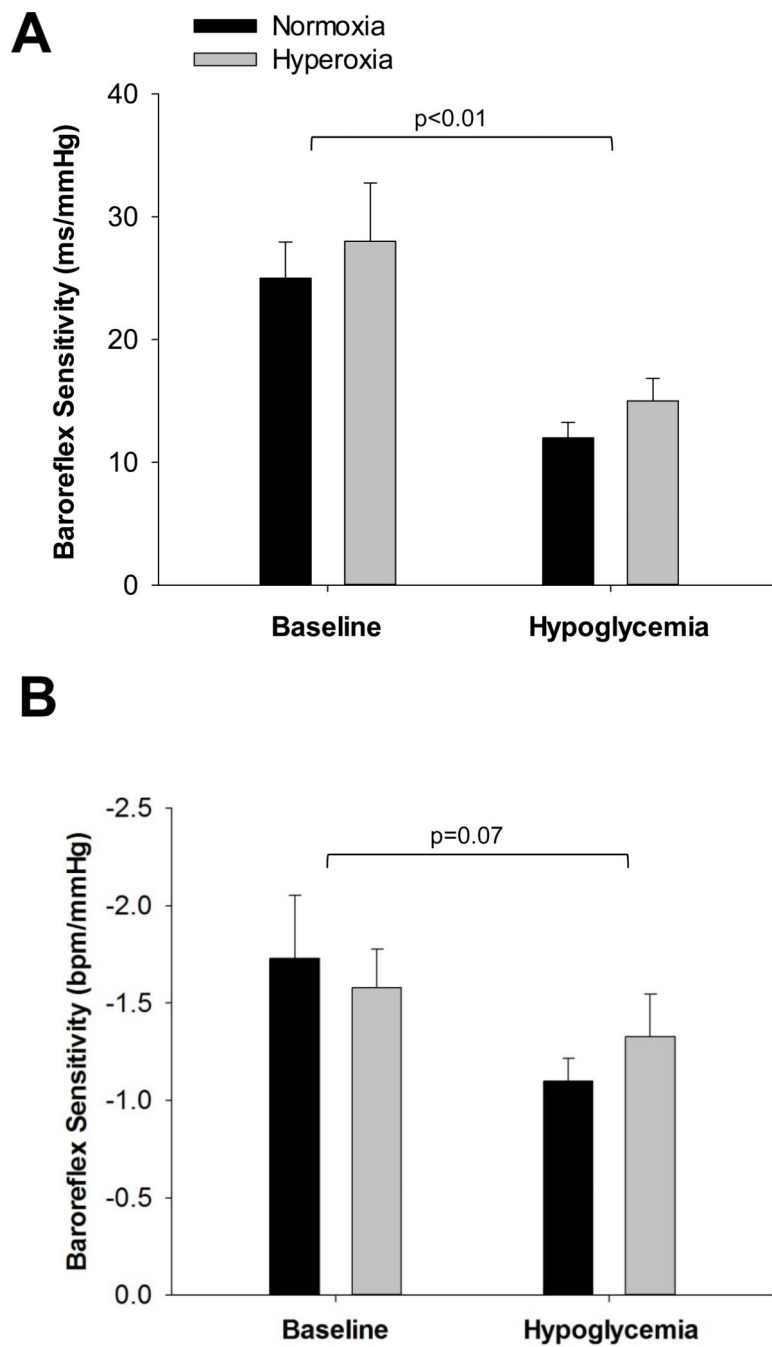 A
Normoxia
Hyperoxia
Baroreflex Sensitivity (ms/mmHg)
40
30
20
10
0
p<0.01
Baseline
Hypoglycemia
B
Baroreflex Sensitivity (bpm/mmHg)
-2.5
-2.0
-1.5
-1.0
-0.5
0.0
p=0.07
Baseline
Hypoglycemia